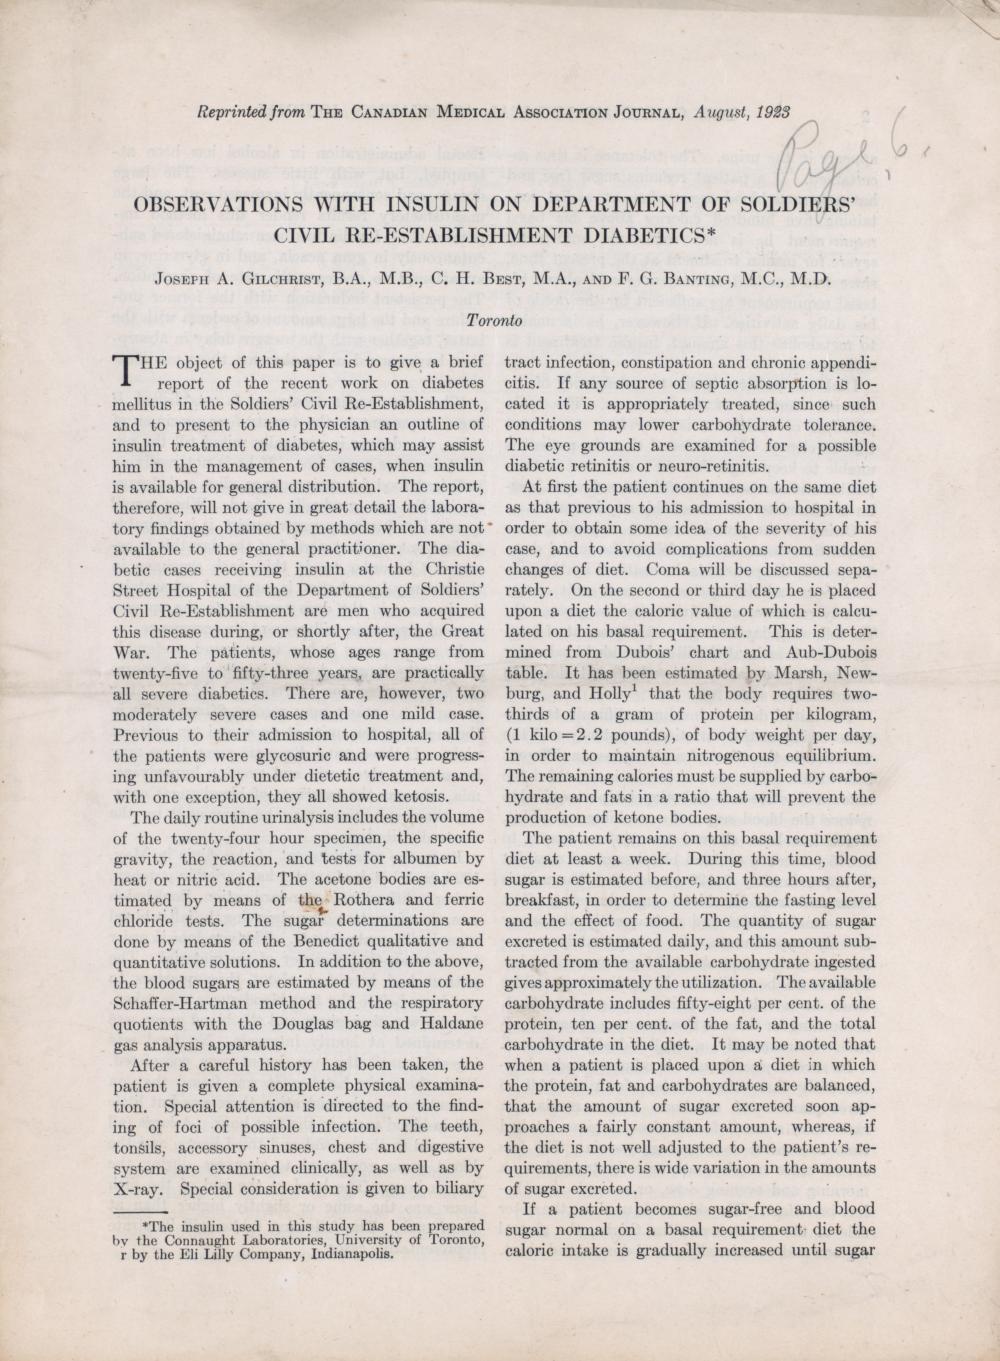 Reprinted from THE CANADIAN MEDICAL ASSOCIATION JOURNAL, August, 1923
Page 6.
OBSERVATIONS WITH INSULIN ON DEPARTMENT OF SOLDIERS'
CIVIL RE-ESTABLISHMENT DIABETICS*
JOSEPH A. GILCHRIST, B.A., M.B., C. H. BEST, M.A., AND F. G. BANTING, M.C., M.D.
Toronto
THE object of this paper is to give a brief
report of the recent work on diabetes
mellitus in the Soldiers' Civil Re-Establishment,
and to present to the physician an outline of
insulin treatment of diabetes, which may assist
him in the management of cases, when insulin
is available for general distribution. The report,
therefore, will not give in great detail the labora-
tory findings obtained by methods which are not
available to the general practitioner. The dia-
betic cases receiving insulin at the Christie
Street Hospital of the Department of Soldiers'
Civil Re-Establishment are men who acquired
this disease during, or shortly after, the Great
War. The patients, whose ages range from
twenty-five to fifty-three years, are practically
all severe diabetics. There are, however, two
moderately severe cases and one mild case.
Previous to their admission to hospital, all of
the patients were glycosuric and were progress-
ing unfavourably under dietetic treatment and,
with one exception, they all showed ketosis.
The daily routine urinalysis includes the volume
of the twenty-four hour specimen, the specific
gravity, the reaction, and tests for albumen by
heat or nitric acid. The acetone bodies are es-
timated by means of the Rothera and ferric
chloride tests. The sugar determinations are
done by means of the Benedict qualitative and
quantitative solutions. In addition to the above,
the blood sugars are estimated by means of the
Schaffer-Hartman method and the respiratory
quotients with the Douglas bag and Haldane
gas analysis apparatus.
After a careful history has been taken, the
patient is given a complete physical examina-
tion. Special attention is directed to the find-
ing of foci of possible infection. The teeth,
tonsils, accessory sinuses, chest and digestive
system are examined clinically, as well as by
X-ray. Special consideration is given to biliary
*The insulin used in this study has been prepared
by the Connaught Laboratories, University of Toronto,
r by the Eli Lilly Company, Indianapolis.
tract infection, constipation and chronic appendi-
citis. If any source of septic absorption is lo-
cated it is appropriately treated, since such
conditions may lower carbohydrate tolerance.
The eye grounds are examined for a possible
diabetic retinitis or neuro-retinitis.
At first the patient continues on the same diet
as that previous to his admission to hospital in
order to obtain some idea of the severity of his
case, and to avoid complications from sudden
changes of diet. Coma will be discussed sepa-
rately. On the second or third day he is placed
upon a diet the caloric value of which is calcu-
lated on his basal requirement. This is deter-
mined from Dubois' chart and Aub-Dubois
table. It has been estimated by Marsh, New-
burg, and Holly¹ that the body requires two-
thirds of a gram of protein per kilogram,
(1 kilo=2.2 pounds), of body weight per day,
in order to maintain nitrogenous equilibrium.
The remaining calories must be supplied by carbo-
hydrate and fats in a ratio that will prevent the
production of ketone bodies.
The patient remains on this basal requirement
diet at least a week. During this time, blood
sugar is estimated before, and three hours after,
breakfast, in order to determine the fasting level
and the effect of food. The quantity of sugar
excreted is estimated daily, and this amount sub-
tracted from the available carbohydrate ingested
gives approximately the utilization. The available
carbohydrate includes fifty-eight per cent. of the
protein, ten per cent. of the fat, and the total
carbohydrate in the diet. It may be noted that
when a patient is placed upon a diet in which
the protein, fat and carbohydrates are balanced,
that the amount of sugar excreted soon ap-
proaches a fairly constant amount, whereas, if
the diet is not well adjusted to the patient's re-
quirements, there is wide variation in the amounts
of sugar excreted.
If a patient becomes sugar-free and blood
sugar normal on a basal requirement diet the
caloric intake is gradually increased until sugar